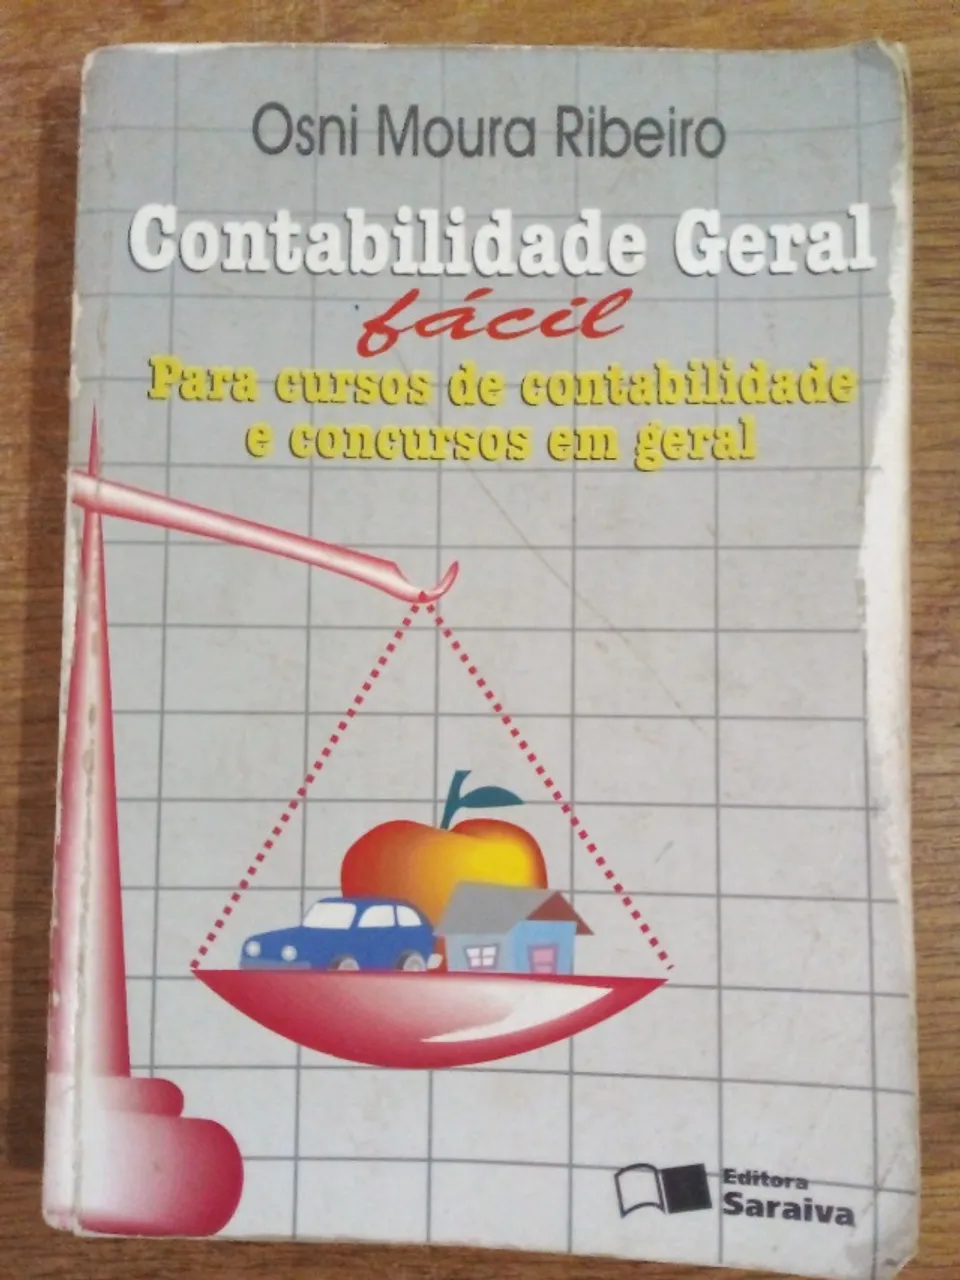 Osni Moura Ribeiro
Contabilidade Geral
fácil
Para cursos de contabilidade
e concursos em geral
Editora
Saraiva